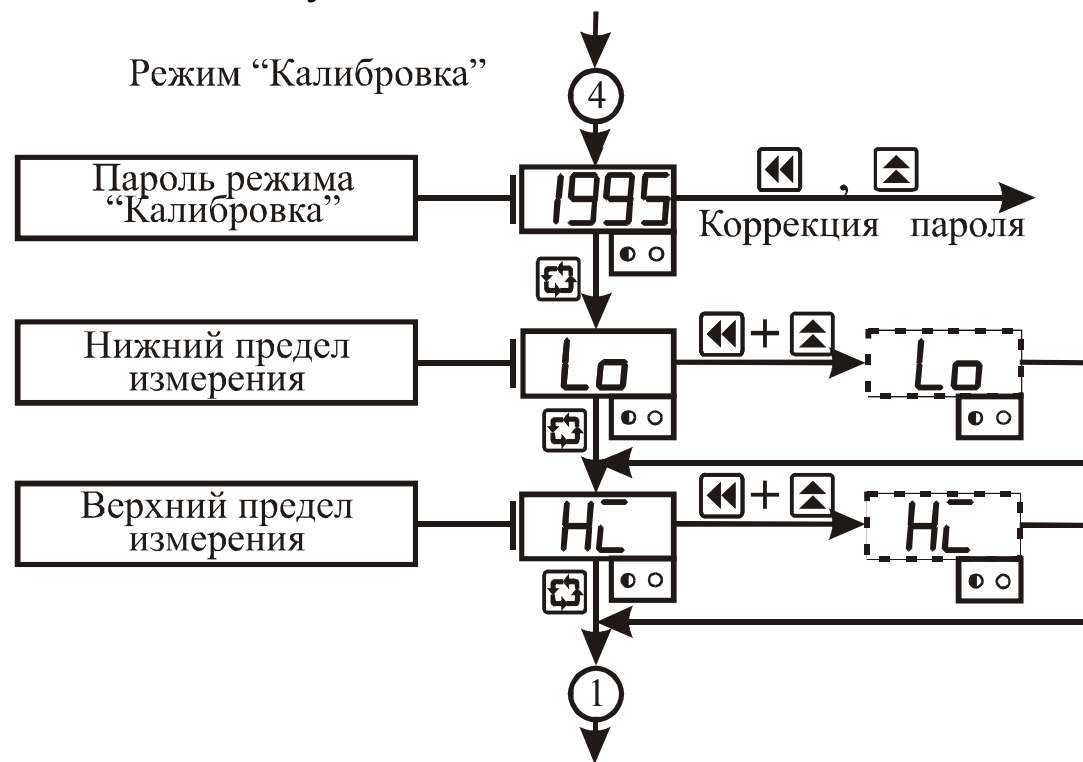 Режим “Калибровка”
4
Пароль режима
“Калибровка”
1995
,
Коррекция пароля
Нижний предел
измерения
Lo
+
Lo
Верхний предел
измерения
Hi
+
Hi
1